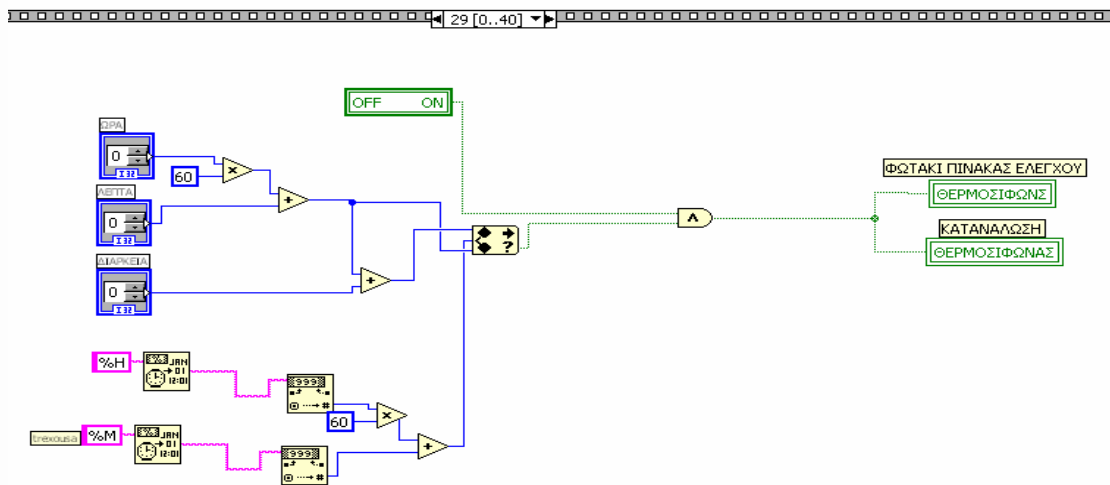 29 [0..40]
OFF ON
ΩΡΑ
0
I32
60
ΛΕΠΤΑ
0
I32
ΔΙΑΡΚΕΙΑ
0
I32
ΦΩΤΑΚΙ ΠΙΝΑΚΑΣ ΕΛΕΓΧΟΥ
ΘΕΡΜΟΣΙΦΩΝΣ
ΚΑΤΑΝΑΛΩΣΗ
ΘΕΡΜΟΣΙΦΩΝΑΣ
?
%H
JAN
01
12:01
999
#
60
trexousa
%M
JAN
01
12:01
999
#